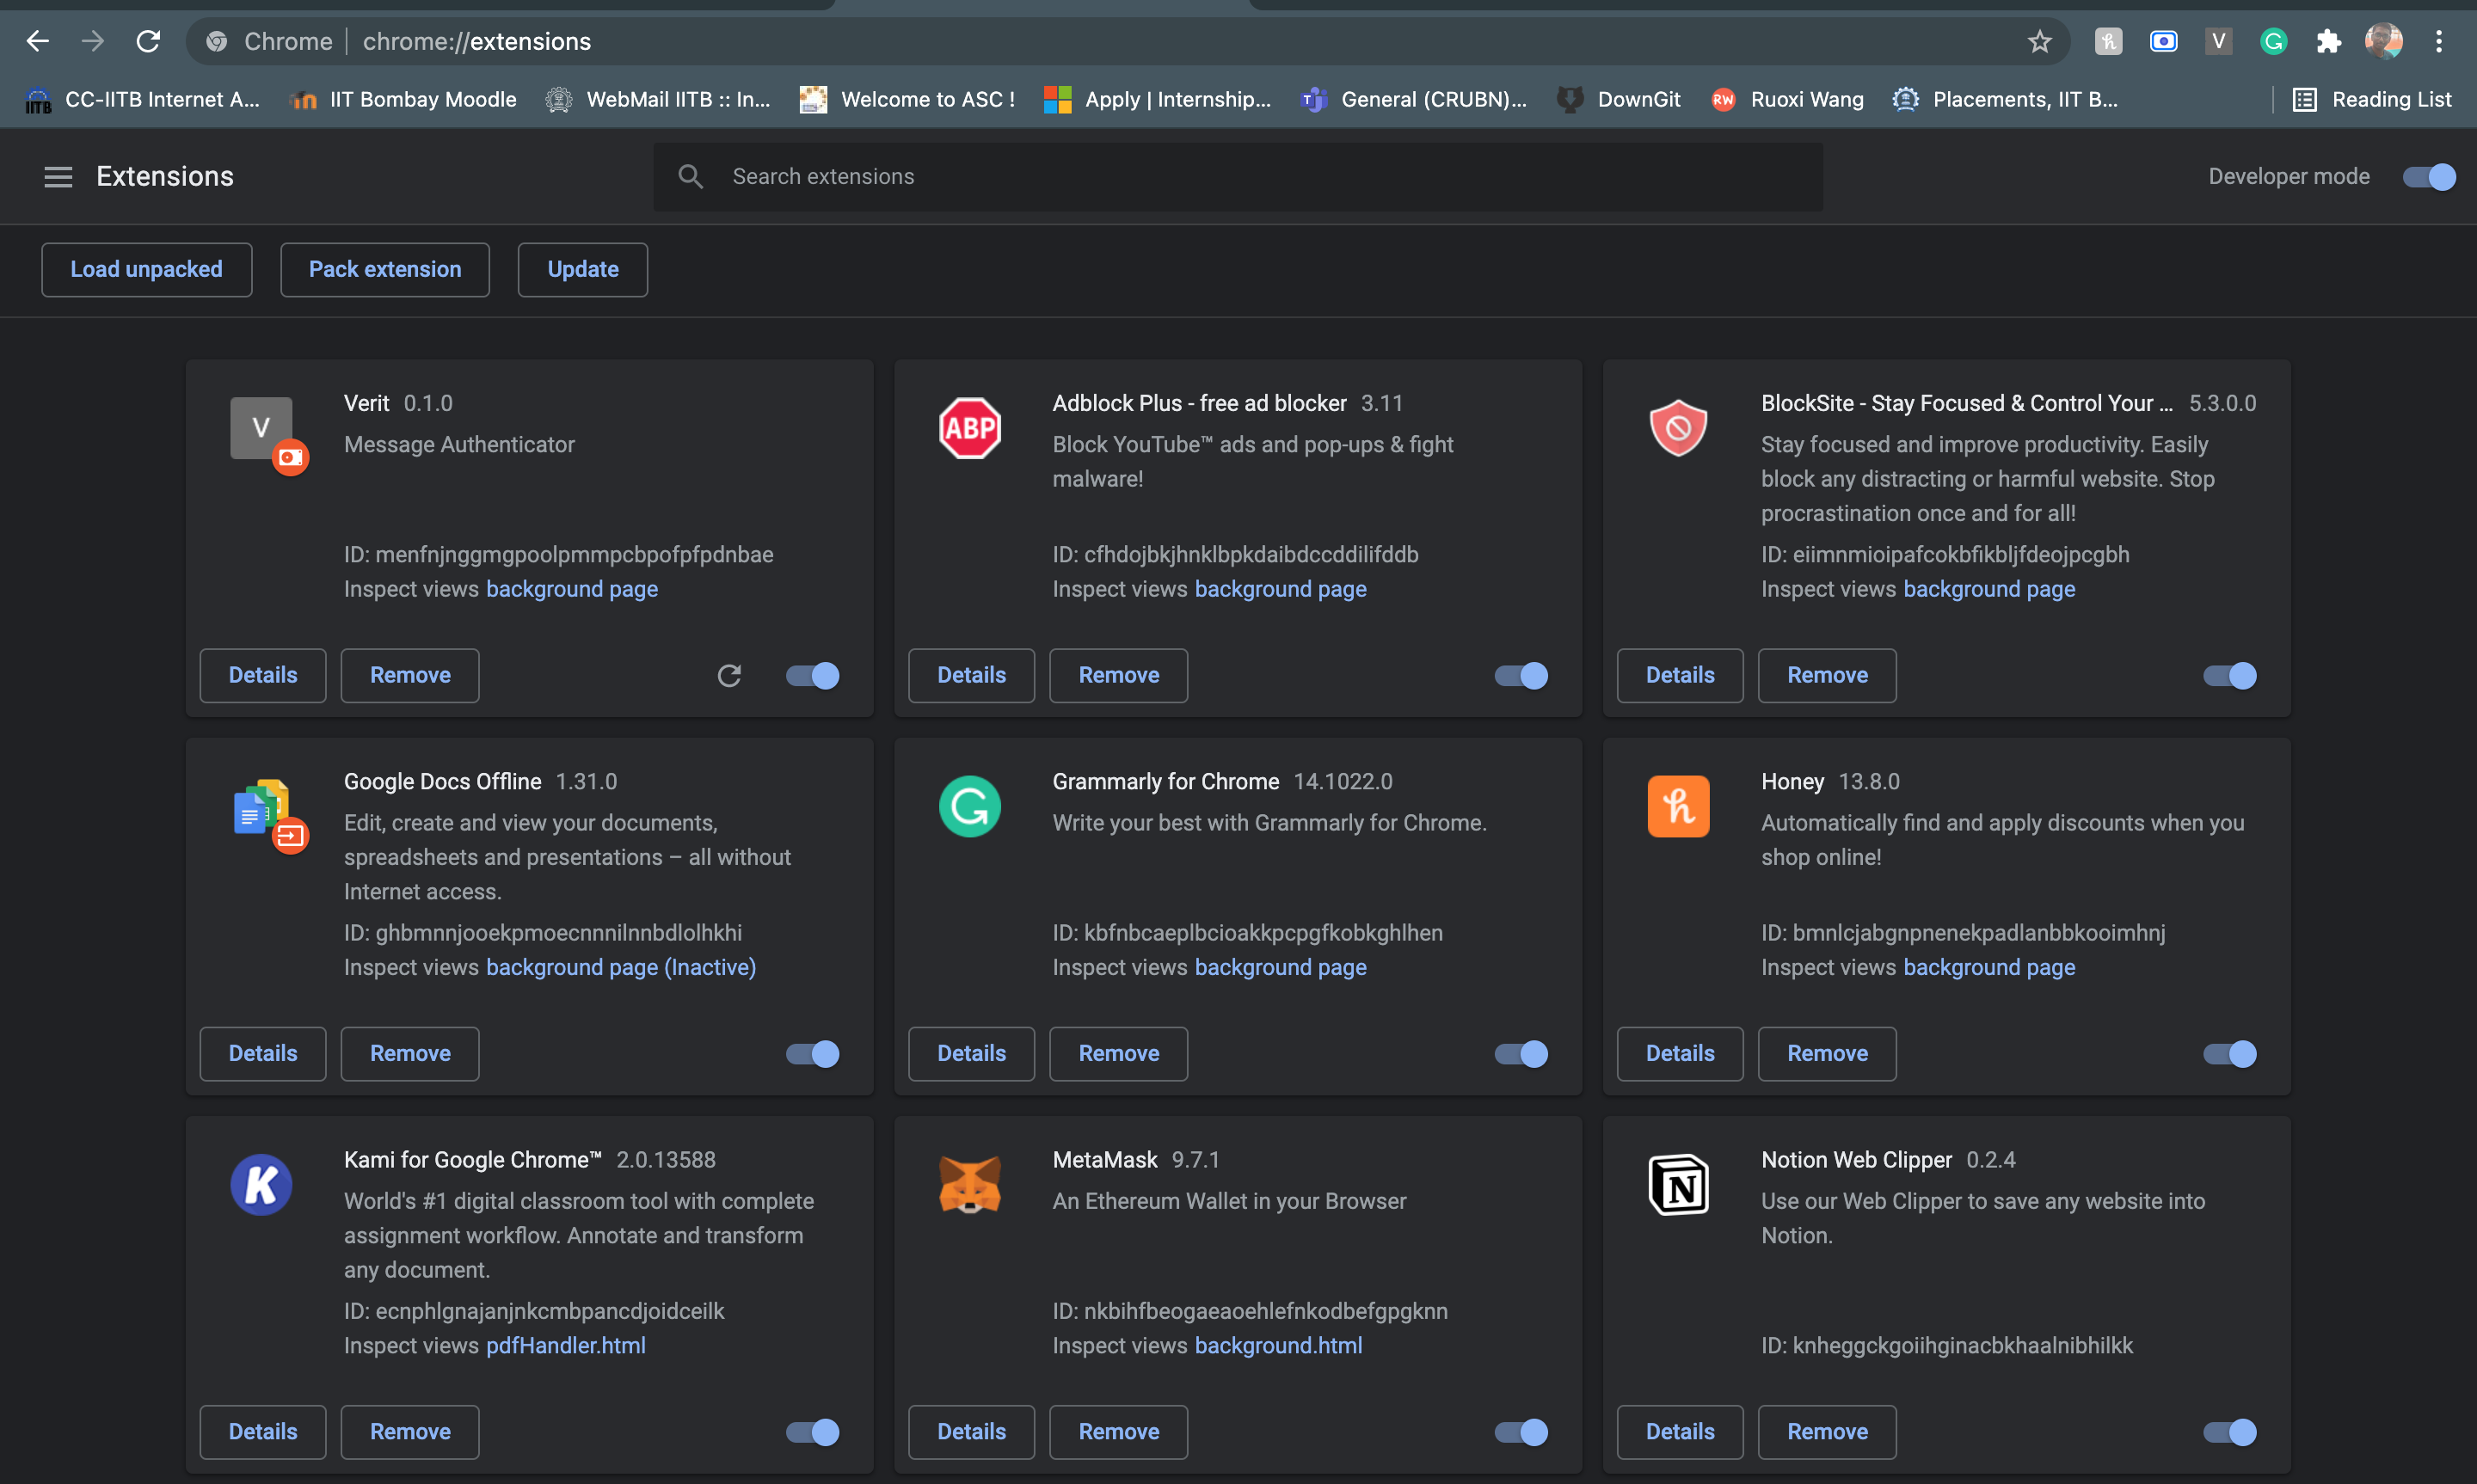 Chrome | chrome://extensions
CC-IITB Internet A...
IIT Bombay Moodle
WebMail IITB :: In...
Welcome to ASC !
Apply | Internship...
General (CRUBN)...
DownGit
RW
Ruoxi Wang
Placements, IIT B...
Reading List
Extensions
Search extensions
Developer mode
Load unpacked
Pack extension
Update
V
Verit 0.1.0
Message Authenticator
ID: menfnjnggmgpoolpmmpcbpofpfpdnbae
Inspect views background page
Details
Remove
ABP
Adblock Plus - free ad blocker 3.11
Block YouTube™ ads and pop-ups & fight
malware!
ID: cfhdojbkjhnklbpkdaibdccddilifddb
Inspect views background page
Details
Remove
BlockSite - Stay Focused & Control Your ... 5.3.0.0
Stay focused and improve productivity. Easily
block any distracting or harmful website. Stop
procrastination once and for all!
ID: eiimnmioipafcokbfikbljfdeojpcgbh
Inspect views background page
Details
Remove
Google Docs Offline 1.31.0
Edit, create and view your documents,
spreadsheets and presentations – all without
Internet access.
ID: ghbmnnjooekpmoecnnnilnnbdlolhkhi
Inspect views background page (Inactive)
Details
Remove
Grammarly for Chrome 14.1022.0
Write your best with Grammarly for Chrome.
ID: kbfnbcaeplbcioakkpcpgfkobkghlhen
Inspect views background page
Details
Remove
Honey 13.8.0
Automatically find and apply discounts when you
shop online!
ID: bmnlcjabgnpnenekpadlanbbkooimhnj
Inspect views background page
Details
Remove
Kami for Google Chrome™ 2.0.13588
World's #1 digital classroom tool with complete
assignment workflow. Annotate and transform
any document.
ID: ecnphlgnajanjnkcmbpancdjoidceilk
Inspect views pdfHandler.html
Details
Remove
MetaMask 9.7.1
An Ethereum Wallet in your Browser
ID: nkbihfbeogaeaoehlefnkodbefgpgknn
Inspect views background.html
Details
Remove
Notion Web Clipper 0.2.4
Use our Web Clipper to save any website into
Notion.
ID: knheggckgoiihginacbkhaalnibhilkk
Details
Remove